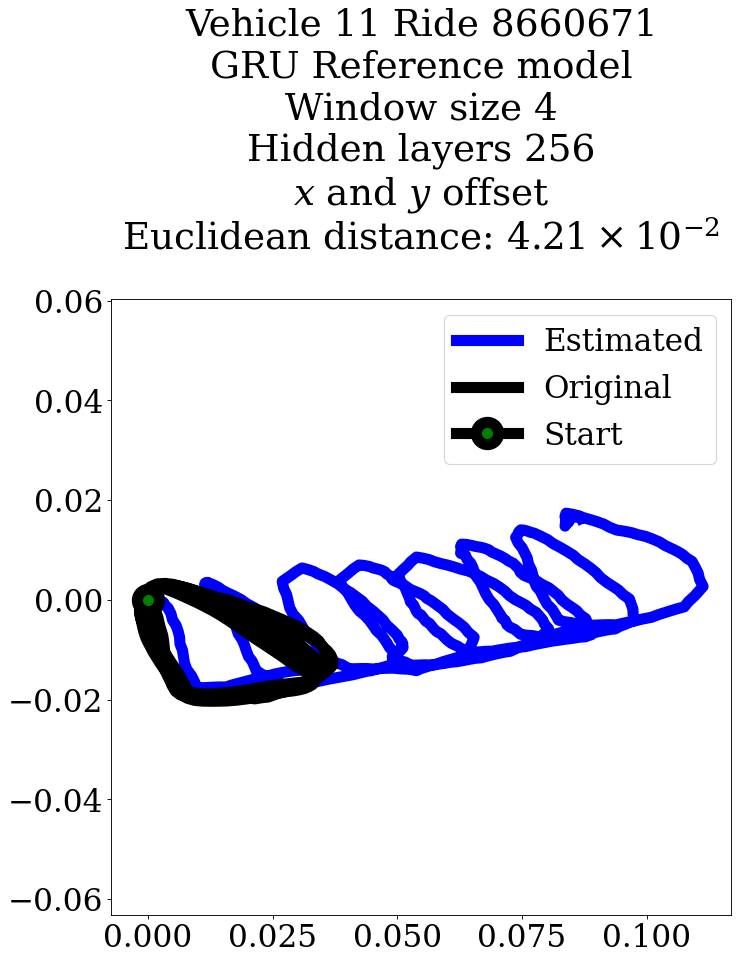 Vehicle 11 Ride 8660671
GRU Reference model
Window size 4
Hidden layers 256
x and y offset
Euclidean distance: 4.21 × 10⁻²
0.06
0.04
0.02
0.00
−0.02
−0.04
−0.06
Estimated
Original
Start
0.000 0.025 0.050 0.075 0.100